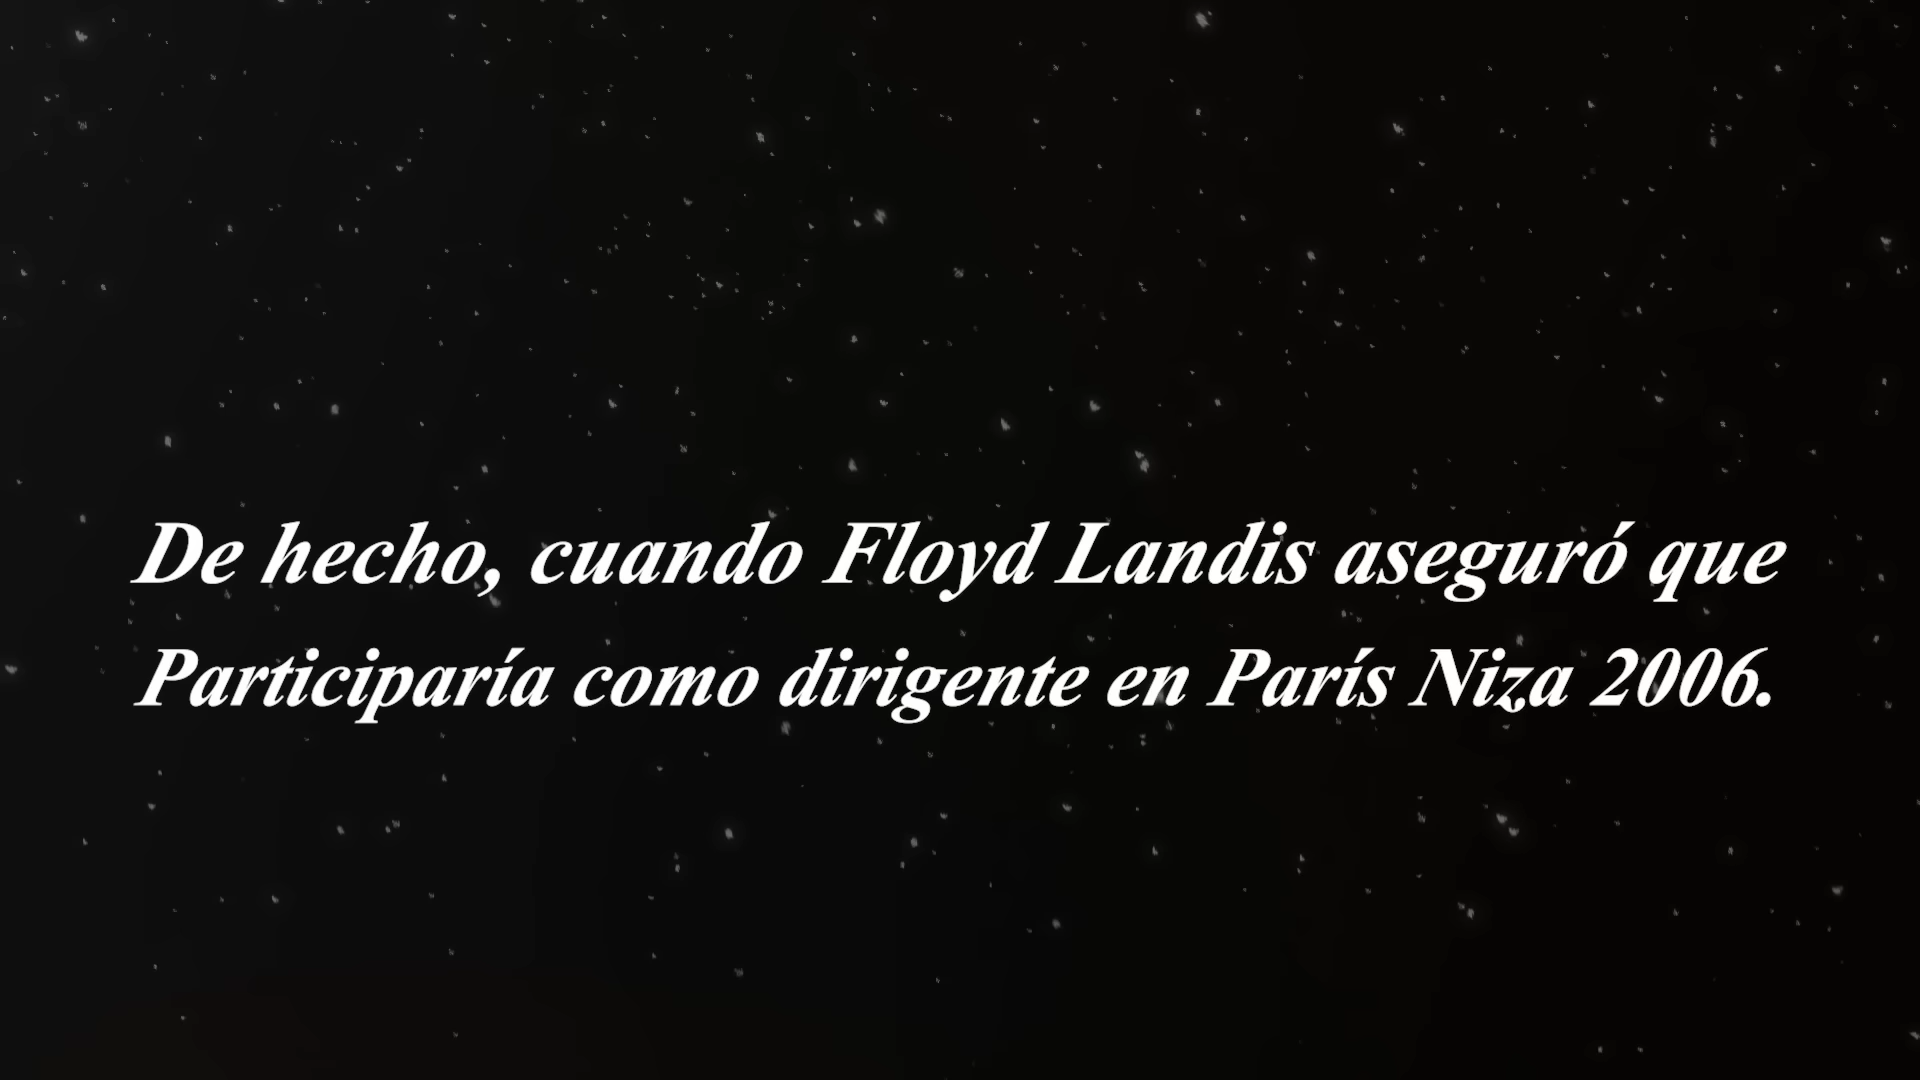 De hecho, cuando Floyd Landis aseguró que
Participaría como dirigente en París Niza 2006.